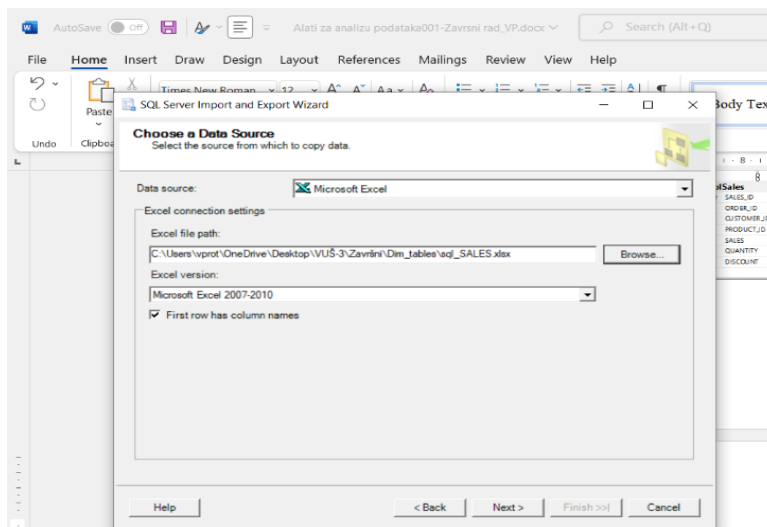 AutoSave Off Alati za analizu podataka001-Zavrsni rad_VP.docx Search (Alt+Q)
File Home Insert Draw Design Layout References Mailings Review View Help
Times New Roman 12
Paste
Undo
SQL Server Import and Export Wizard
Body Tex
Choose a Data Source
Select the source from which to copy data.
Data source: Microsoft Excel
Excel connection settings
Excel file path:
C:\Users\vprot\OneDrive\Desktop\VUŠ-3\Završni\Dim_tables\sql_SALES.xlsx Browse...
Excel version:
Microsoft Excel 2007-2010
First row has column names
Help < Back Next > Finish >>| Cancel
8
lSales
SALES_ID
ORDER_ID
CUSTOMER_I
PRODUCT_ID
SALES
QUANTITY
DISCOUNT